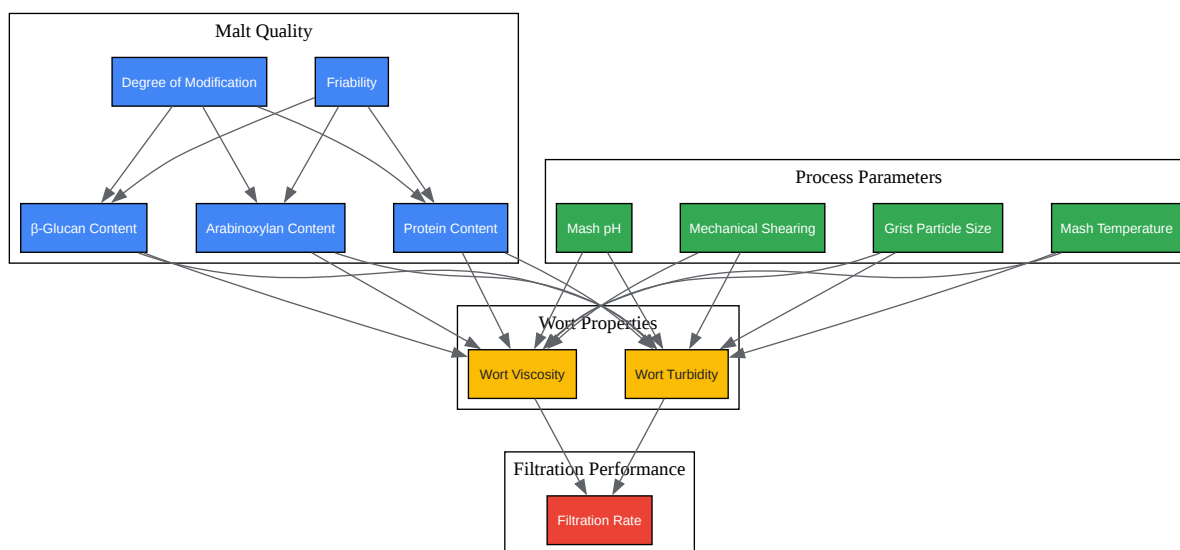 Malt Quality
Degree of Modification
Friability
β-Glucan Content
Arabinoxylan Content
Protein Content
Process Parameters
Mash pH
Mechanical Shearing
Grist Particle Size
Mash Temperature
Wort Properties
Wort Viscosity
Wort Turbidity
Filtration Performance
Filtration Rate